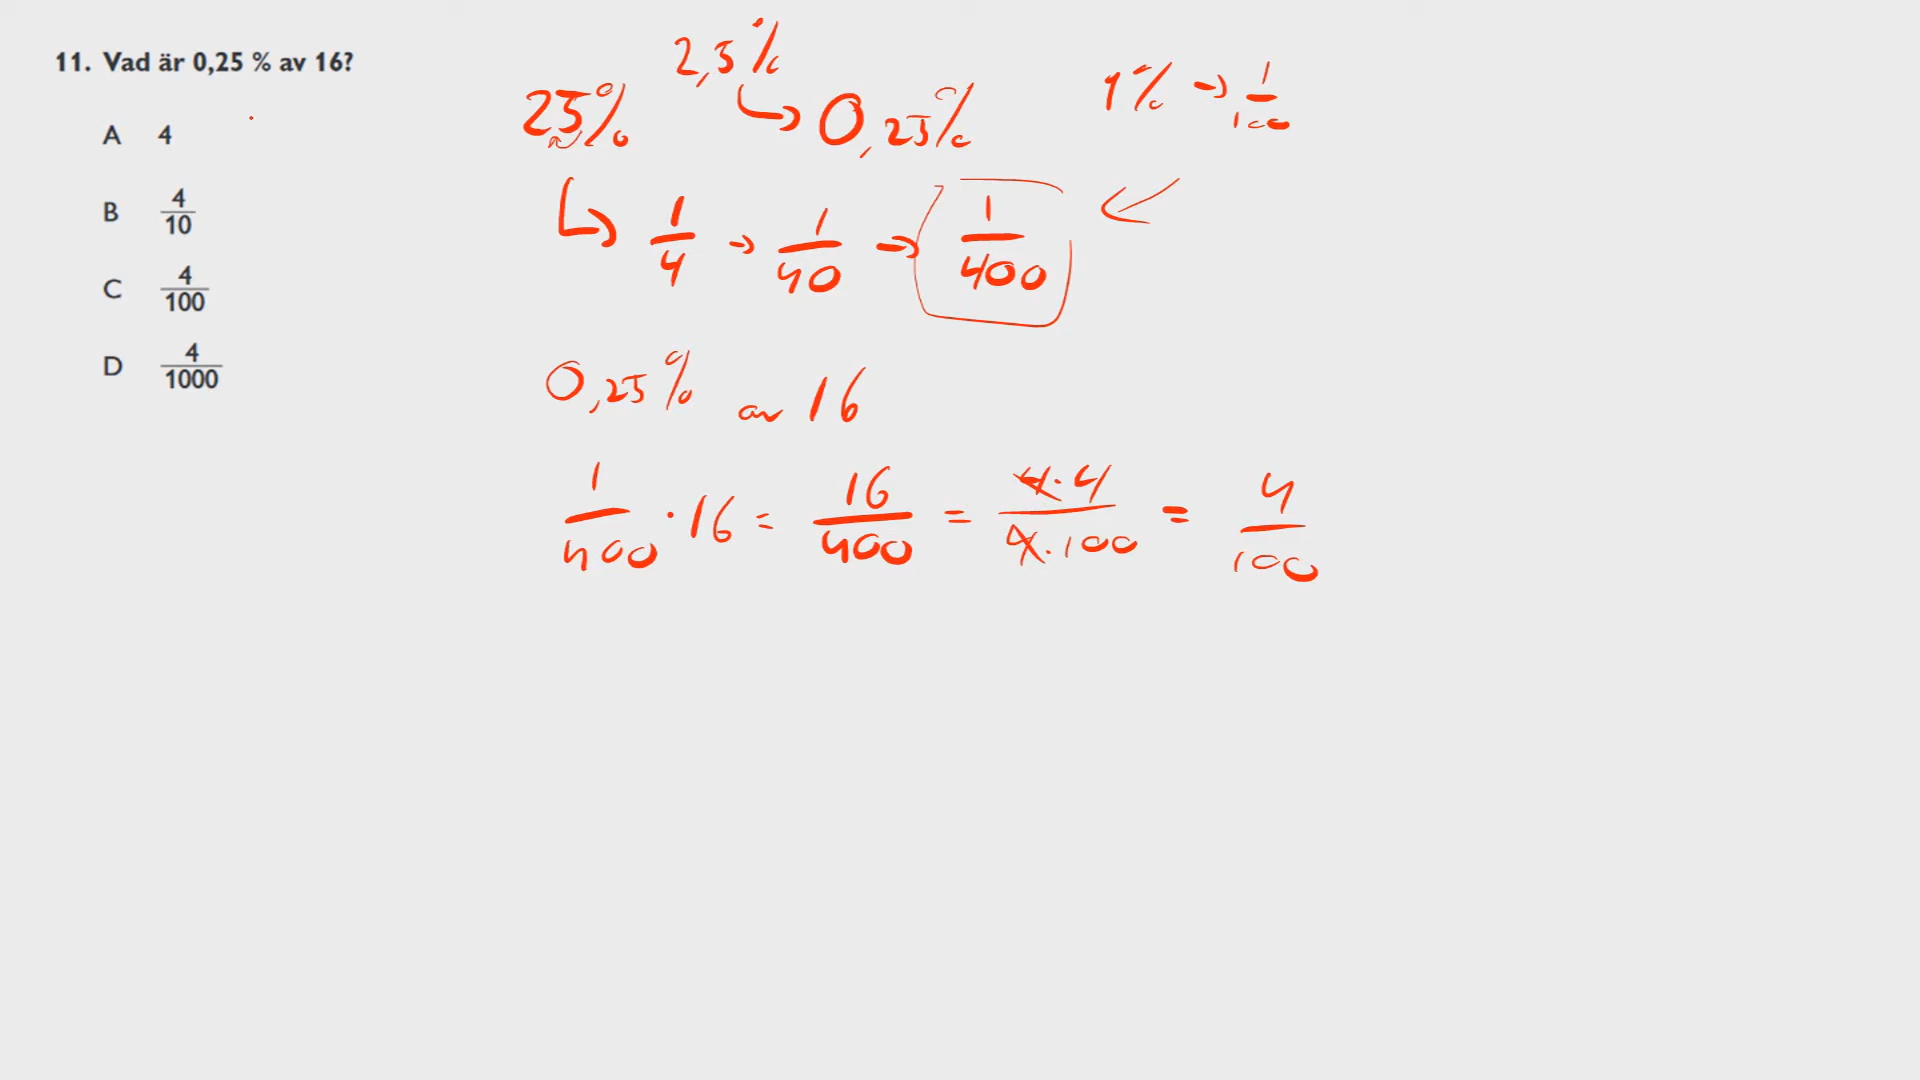 11. Vad är 0,25 % av 16?
A 4
B 4/10
C 4/100
D 4/1000
25% 2,5% ↳ 0,25%
1% → 1/100
↳ 1/4 → 1/40 → 1/400
0,25% av 16
1/400 · 16 = 16/400 = 4·4/4·100 = 4/100